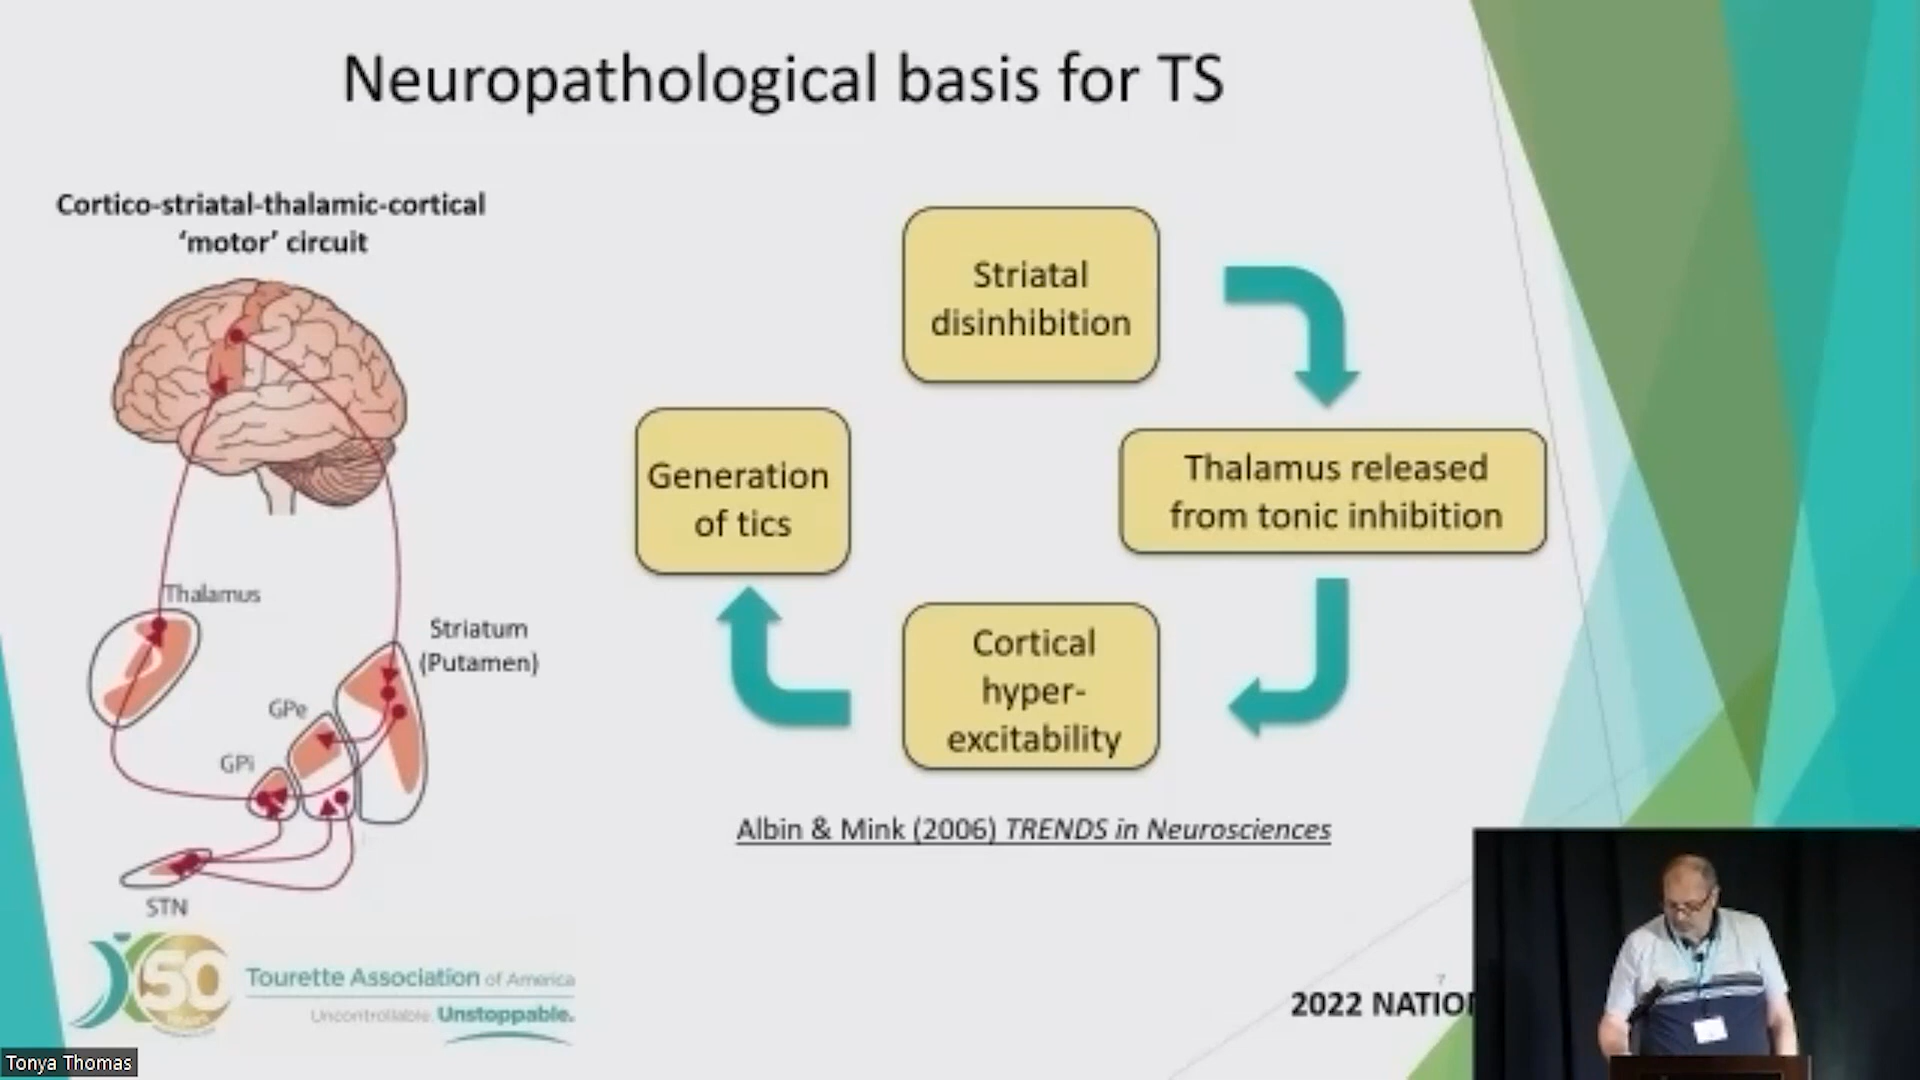 Neuropathological basis for TS
Cortico-striatal-thalamic-cortical
‘motor’ circuit
Striatal
disinhibition
Thalamus released
from tonic inhibition
Cortical
hyper-
excitability
Generation
of tics
Thalamus
Striatum
(Putamen)
GPe
GPi
STN
Albin & Mink (2006) TRENDS in Neurosciences
50
Tourette Association of America
Uncontrollable. Unstoppable.
7
2022 NATION
Tonya Thomas